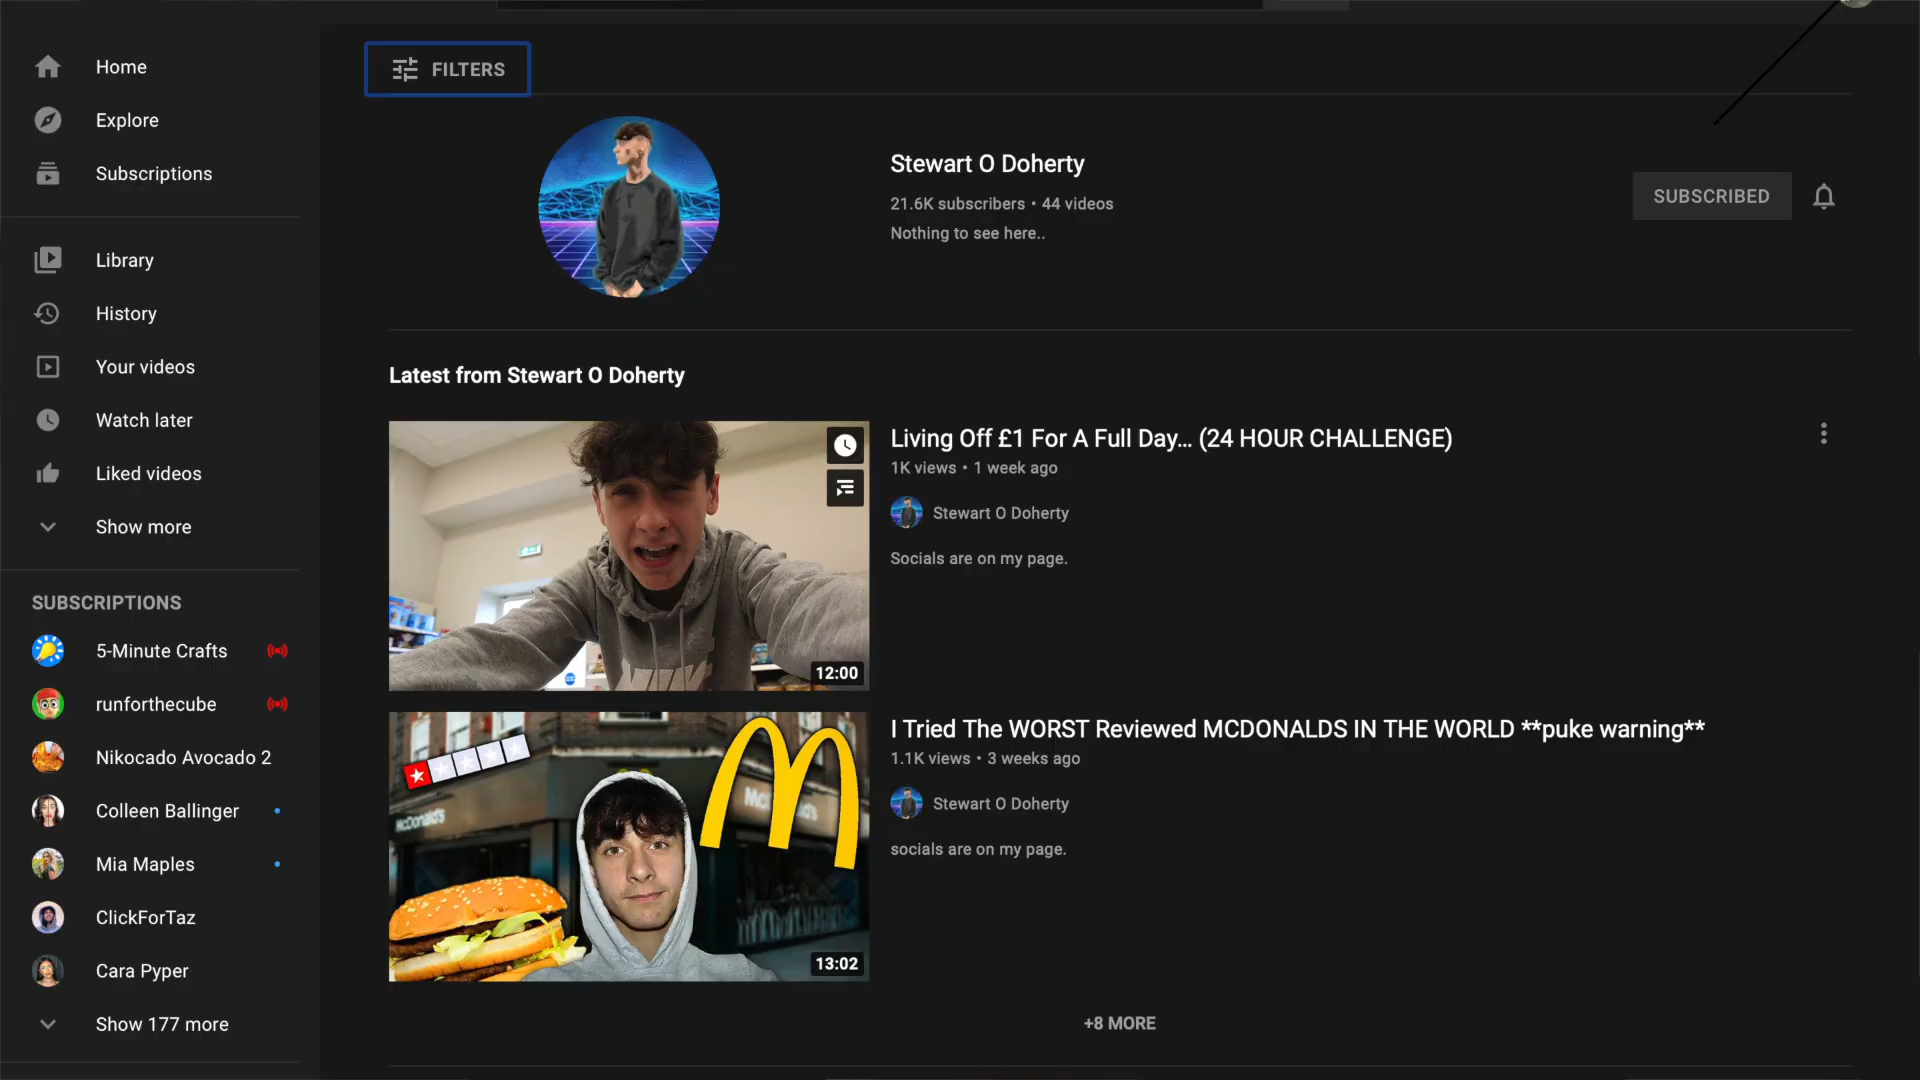 Home
Explore
Subscriptions
Library
History
Your videos
Watch later
Liked videos
Show more
SUBSCRIPTIONS
5-Minute Crafts
runforthecube
Nikocado Avocado 2
Colleen Ballinger
Mia Maples
ClickForTaz
Cara Pyper
Show 177 more
FILTERS
Stewart O Doherty
21.6K subscribers • 44 videos
Nothing to see here..
SUBSCRIBED
Latest from Stewart O Doherty
12:00
Living Off £1 For A Full Day... (24 HOUR CHALLENGE)
1K views • 1 week ago
Stewart O Doherty
Socials are on my page.
McDonald's
13:02
I Tried The WORST Reviewed MCDONALDS IN THE WORLD **puke warning**
1.1K views • 3 weeks ago
Stewart O Doherty
socials are on my page.
+8 MORE